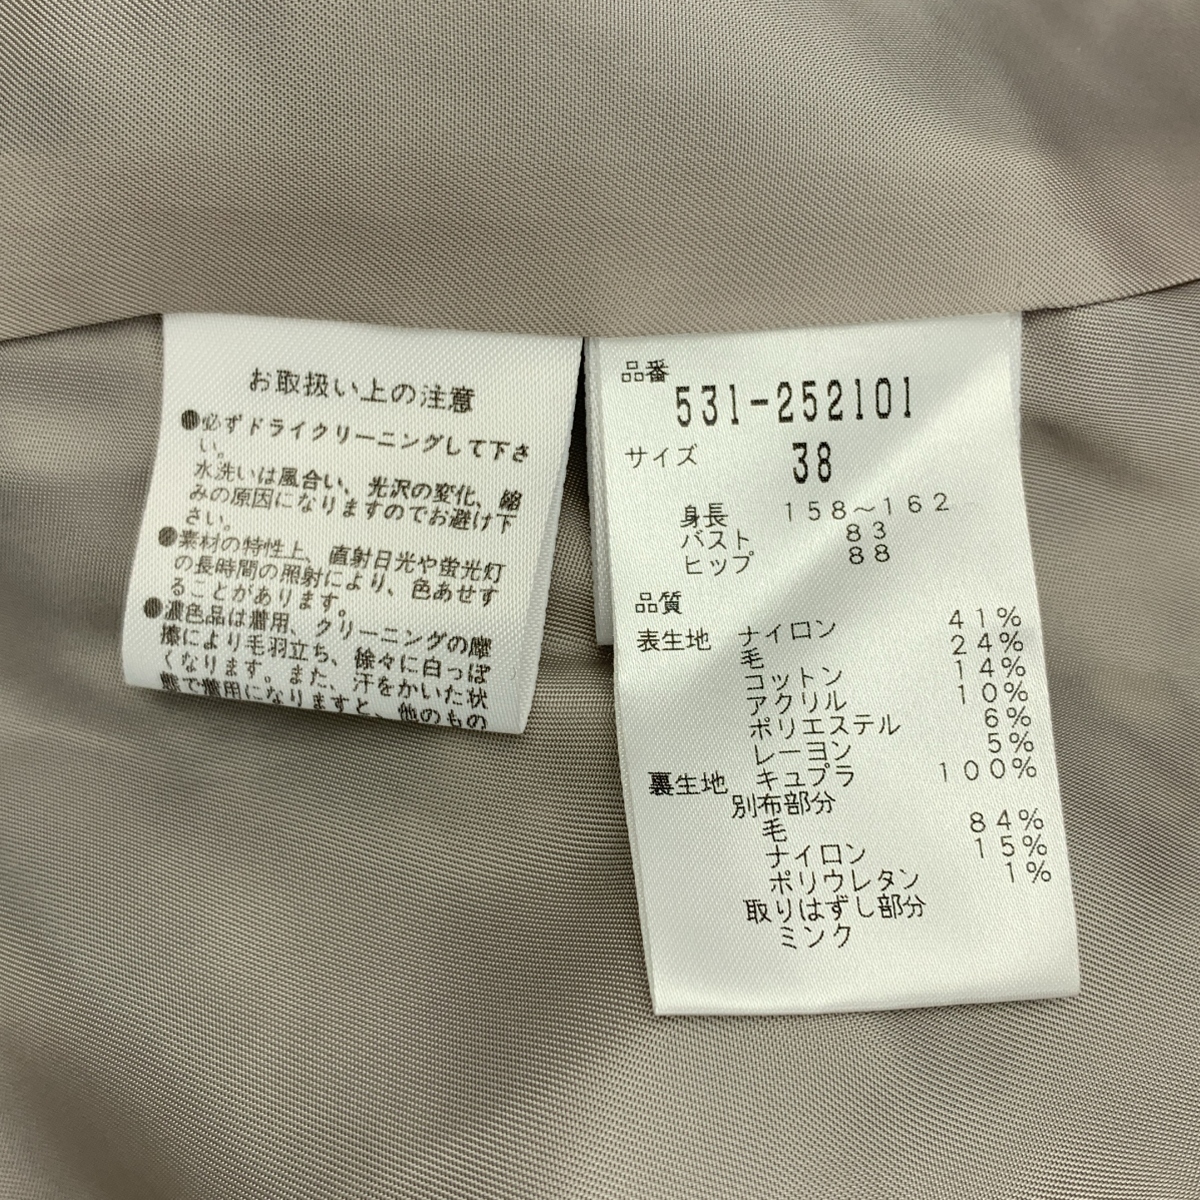 お取扱い上の注意
●必ずドライクリーニングして下さ
い。
水洗いは風合い、光沢の変化、縮
みの原因になりますのでお避け下
さい。
●素材の特性上、直射日光や蛍光灯
の長時間の照射により、色あせす
ることがあります。
●濃色品は着用、クリーニングの摩
擦により毛羽立ち、徐々に白っぽ
くなります。また、汗をかいた状
態で着用になりますと、他のもの
品番
531-252101
サイズ 38
身長 158～162
バスト 83
ヒップ 88
品質
表生地 ナイロン 41%
毛 24%
コットン 14%
アクリル 10%
ポリエステル 6%
レーヨン 5%
裏生地 キュプラ 100%
別布部分
毛 84%
ナイロン 15%
ポリウレタン 1%
取りはずし部分
ミンク